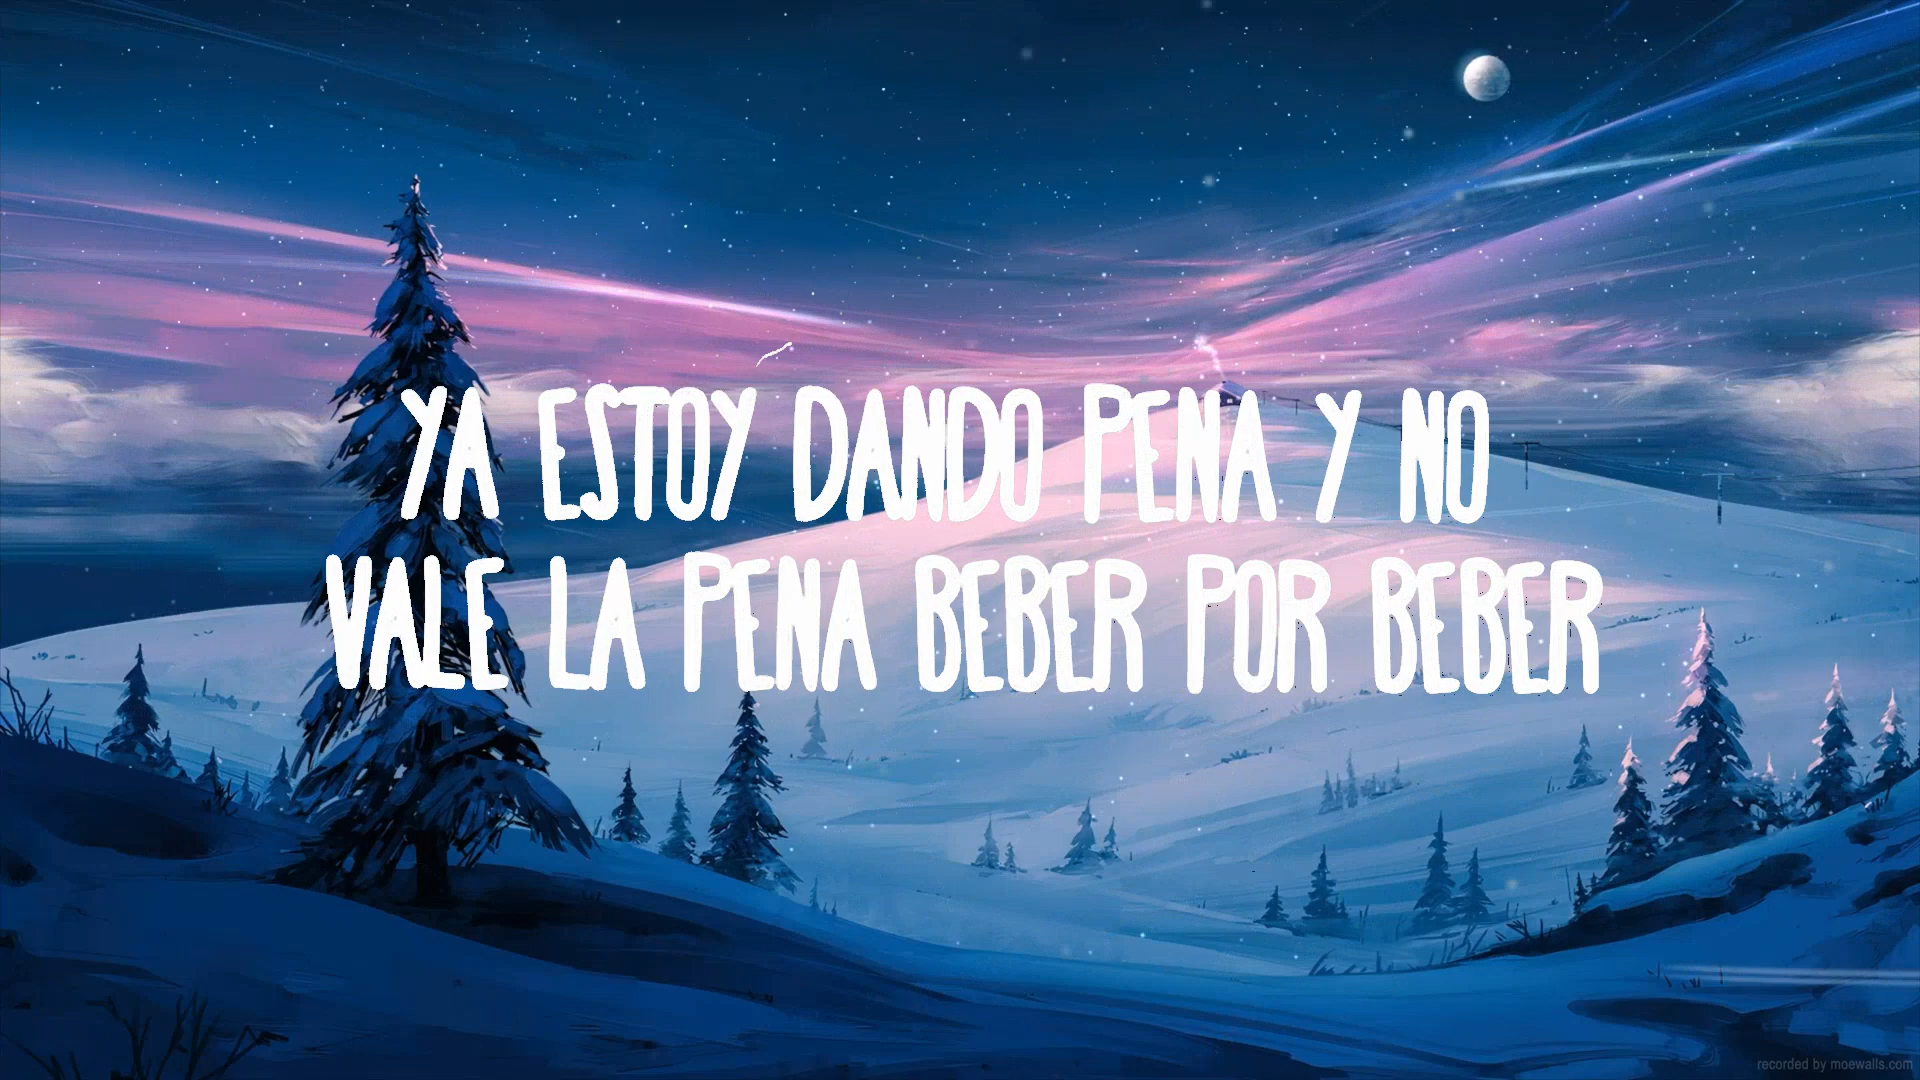 YA ESTOY DANDO PENA Y NO
VALE LA PENA BEBER POR BEBER
recorded by moewalls.com